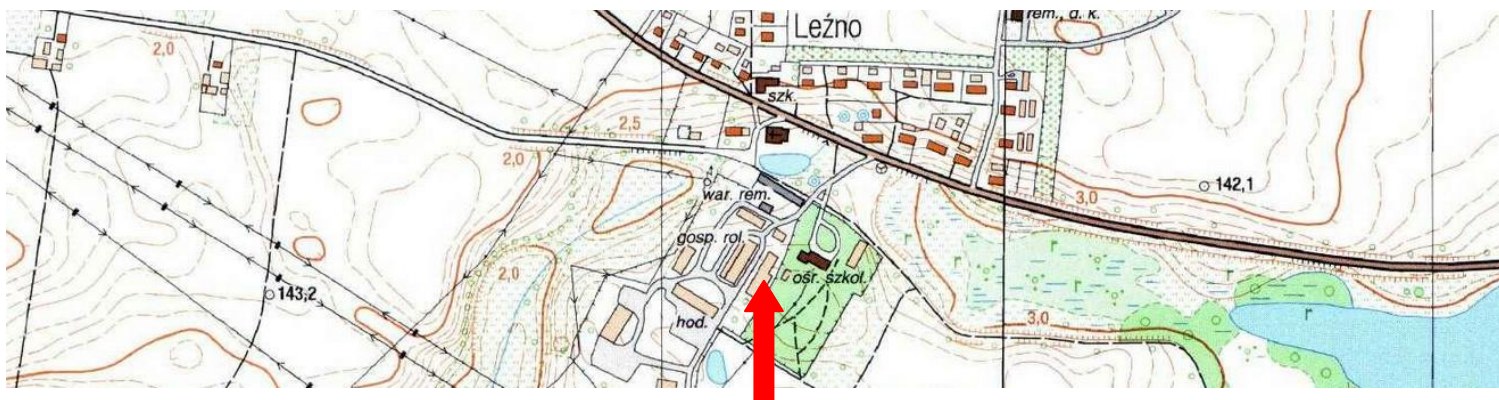 rem., d. k.
Leźno
2,0
szk.
2,5
2,0
142,1
3,0
war. rem.
r
r
gosp. rol.
2,0
ośr. szkol.
143,2
r
r
hod.
3,0